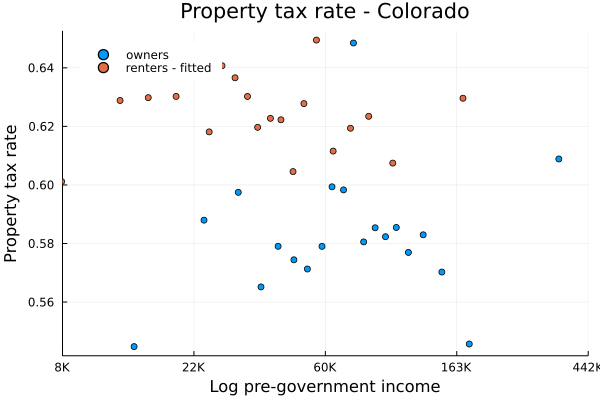 Property tax rate - Colorado
owners
renters - fitted
Property tax rate
0.64
0.62
0.60
0.58
0.56
8K
22K
60K
163K
442K
Log pre-government income